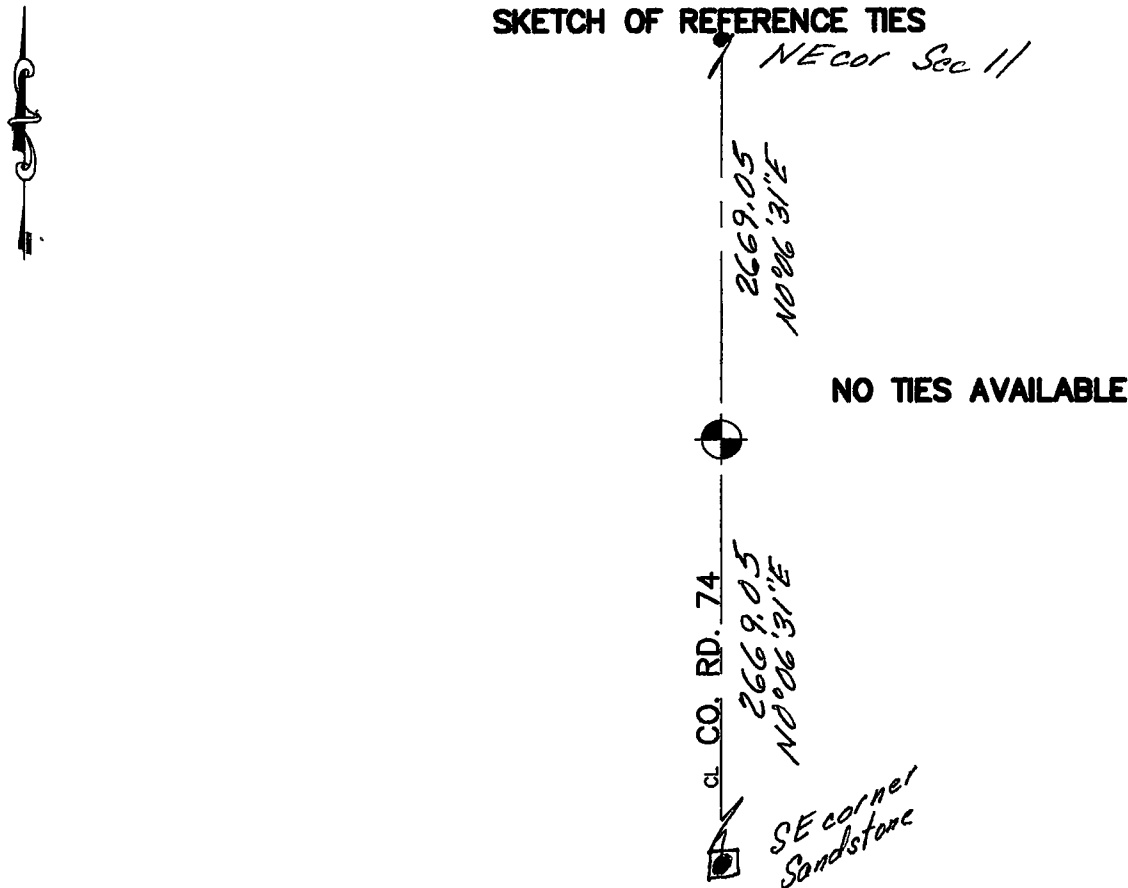 SKETCH OF REFERENCE TIES
NE cor Sec 11
2669.05
N0°06'31"E
NO TIES AVAILABLE
CL CO. RD. 74
2669.05
N0°06'31"E
SE corner
Sandstone